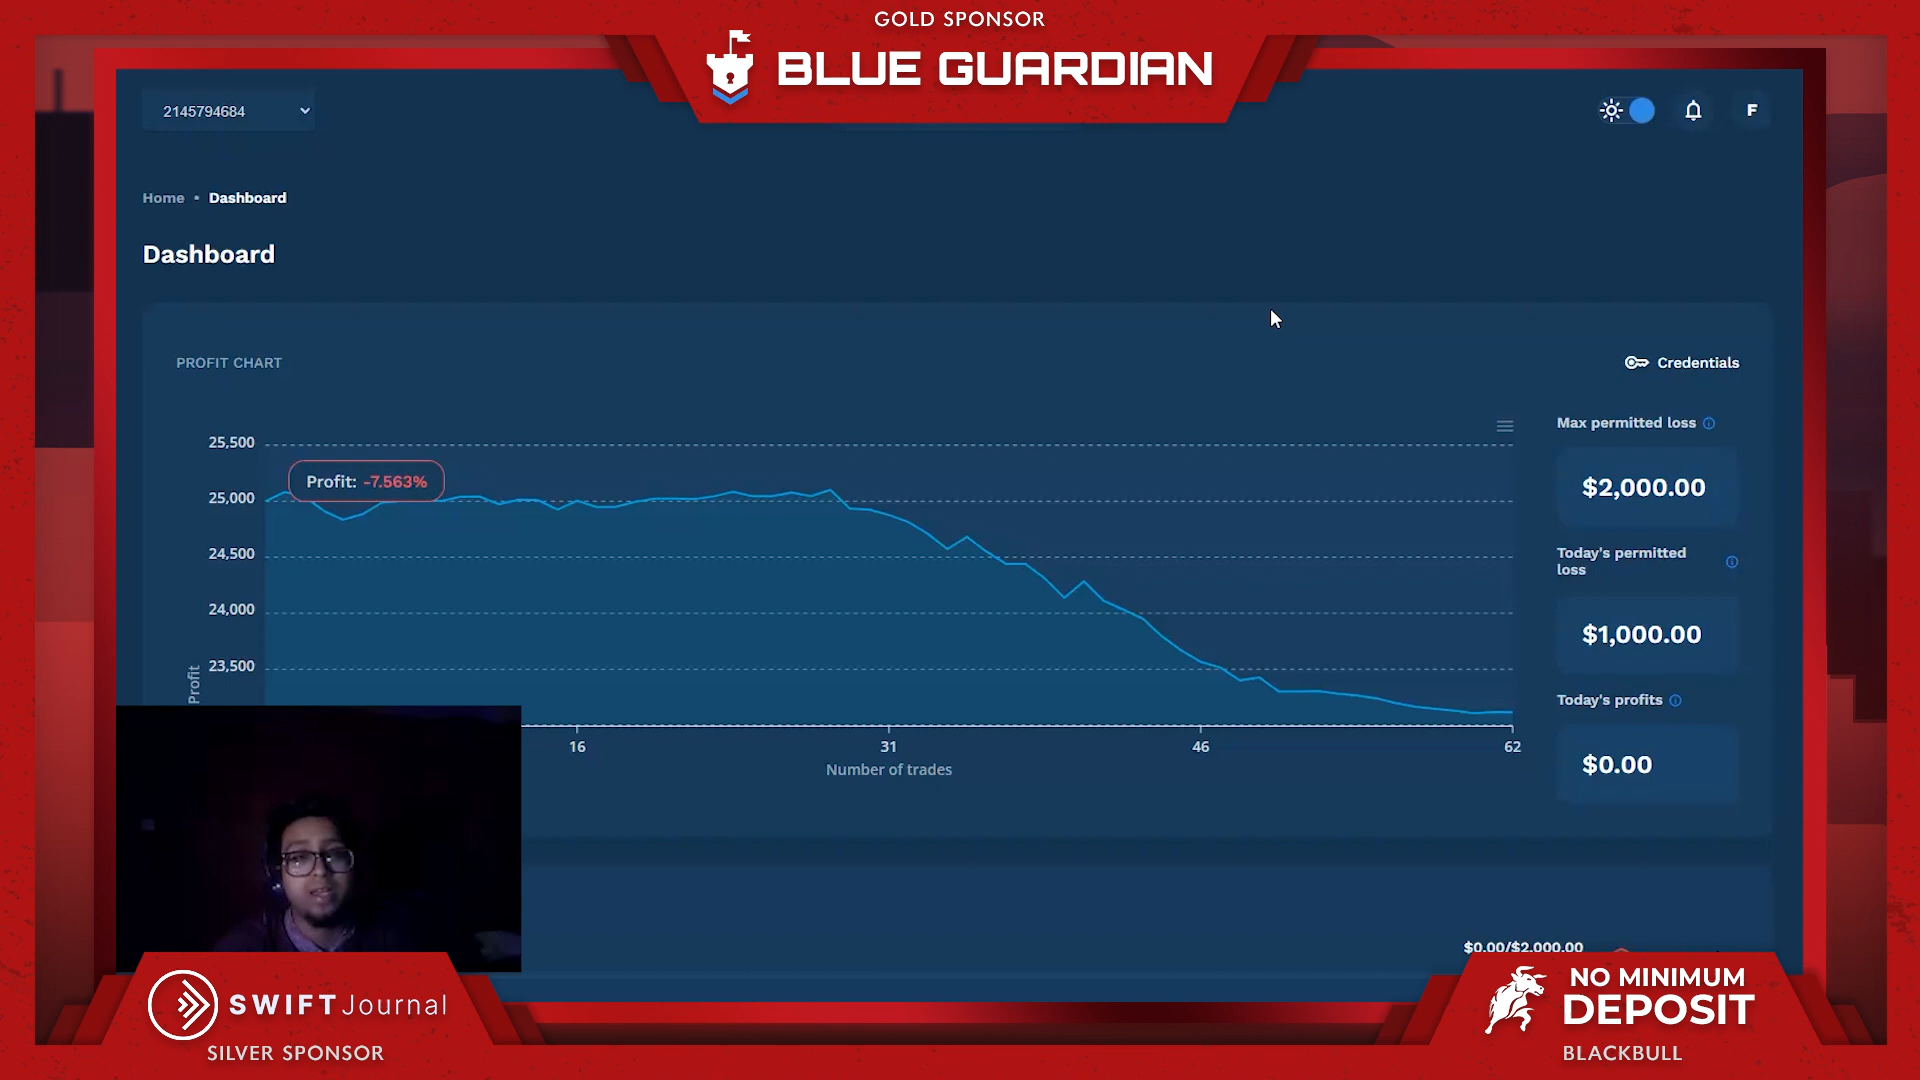 GOLD SPONSOR
BLUE GUARDIAN
2145794684
F
Home • Dashboard
Dashboard
PROFIT CHART
Credentials
Max permitted loss
$2,000.00
Today's permitted
loss
$1,000.00
Today's profits
$0.00
25,500
Profit: -7.563%
25,000
24,500
24,000
23,500
Profit
16
31
46
62
Number of trades
$0.00/$2,000.00
SWIFTJournal
SILVER SPONSOR
NO MINIMUM
DEPOSIT
BLACKBULL